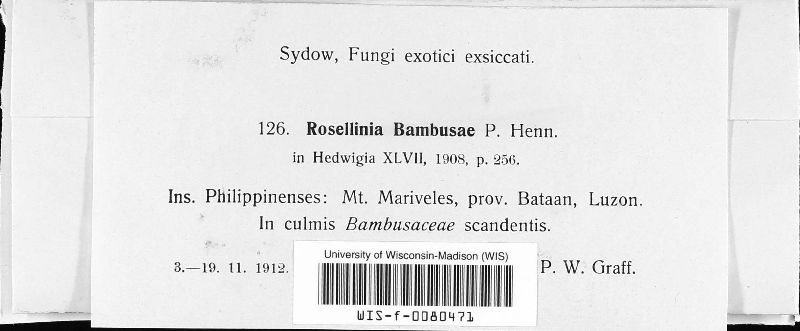 Sydow, Fungi exotici exsiccati.
126. Rosellinia Bambusae P. Henn.
in Hedwigia XLVII, 1908, p. 256.
Ins. Philippinenses: Mt. Mariveles, prov. Bataan, Luzon.
In culmis Bambusaceae scandentis.
3.—19. 11. 1912. P. W. Graff.
University of Wisconsin-Madison (WIS)
WIS-f-0080471